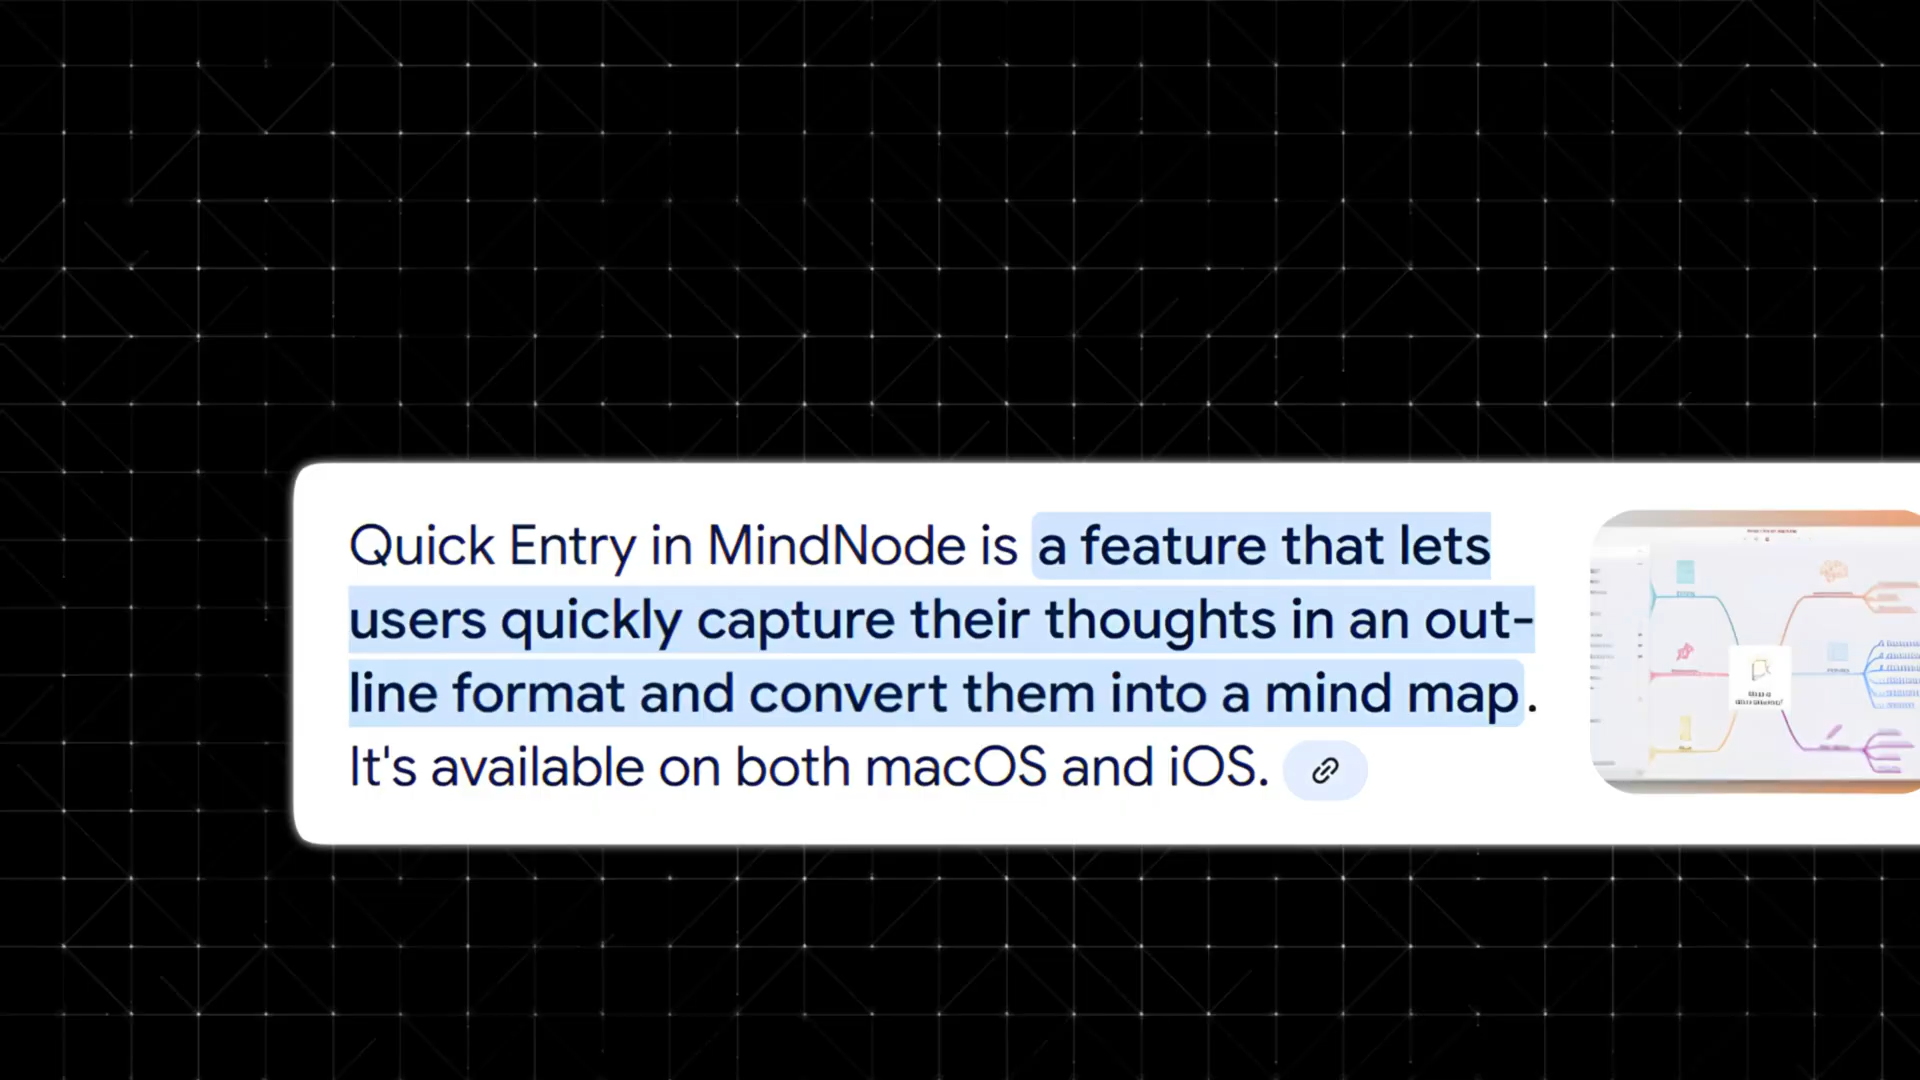 Quick Entry in MindNode is a feature that lets
users quickly capture their thoughts in an out-
line format and convert them into a mind map.
It's available on both macOS and iOS.